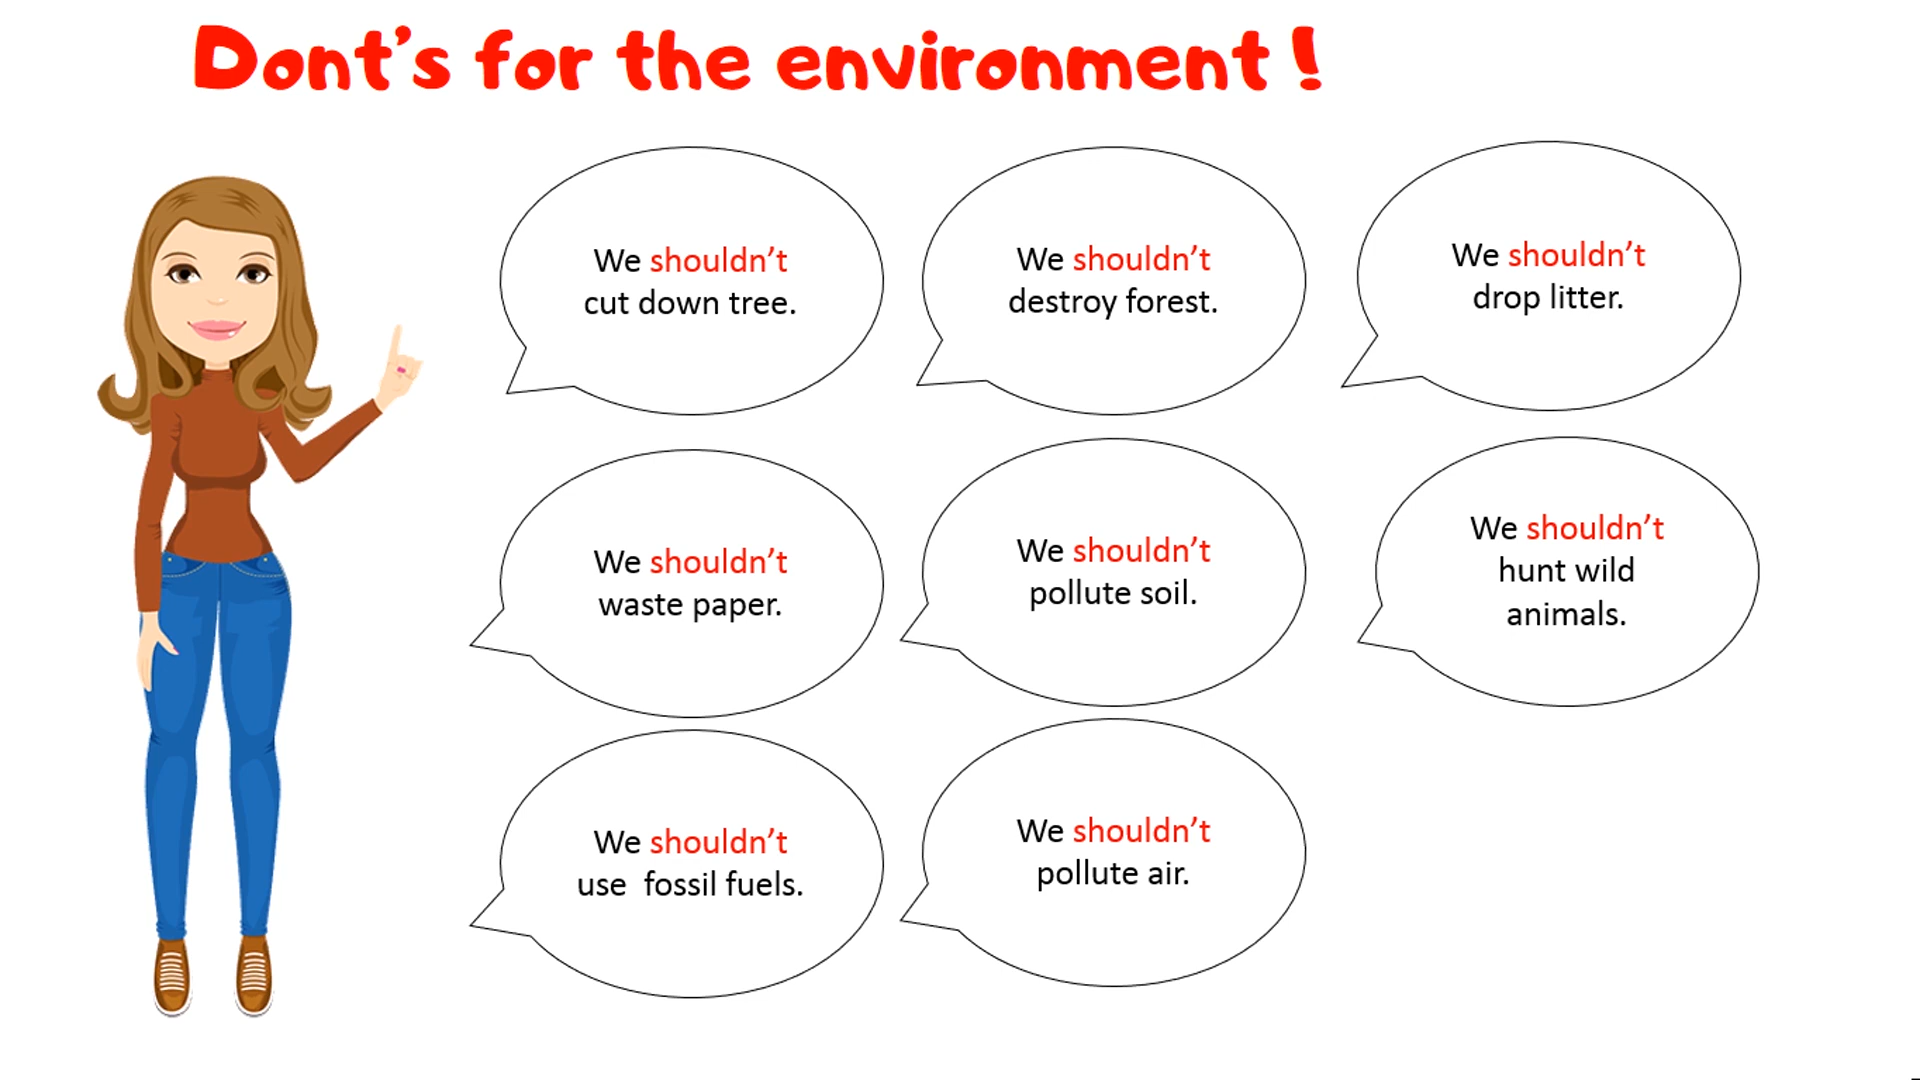 Dont's for the environment !
We shouldn't
cut down tree.
We shouldn't
destroy forest.
We shouldn't
drop litter.
We shouldn't
waste paper.
We shouldn't
pollute soil.
We shouldn't
hunt wild
animals.
We shouldn't
use  fossil fuels.
We shouldn't
pollute air.